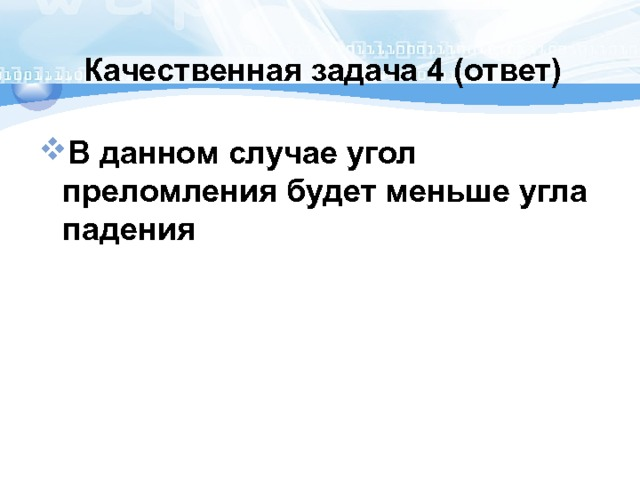 Качественная задача 4 (ответ)
В данном случае угол
преломления будет меньше угла
падения